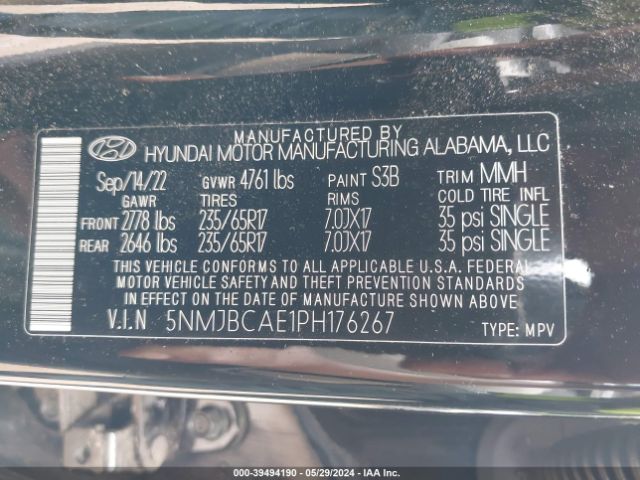 MANUFACTURED BY
HYUNDAI MOTOR MANUFACTURING ALABAMA, LLC
Sep/14/22 GVWR 4761 lbs PAINT S3B TRIM MMH
GAWR TIRES RIMS COLD TIRE INFL
FRONT 2778 lbs 235/65R17 7.0JX17 35 psi SINGLE
REAR 2646 lbs 235/65R17 7.0JX17 35 psi SINGLE
THIS VEHICLE CONFORMS TO ALL APPLICABLE U.S.A. FEDERAL
MOTOR VEHICLE SAFETY AND THEFT PREVENTION STANDARDS
IN EFFECT ON THE DATE OF MANUFACTURE SHOWN ABOVE.
V.I.N 5NMJBCAE1PH176267 TYPE: MPV
000-39494190 - 05/29/2024 - IAA Inc.